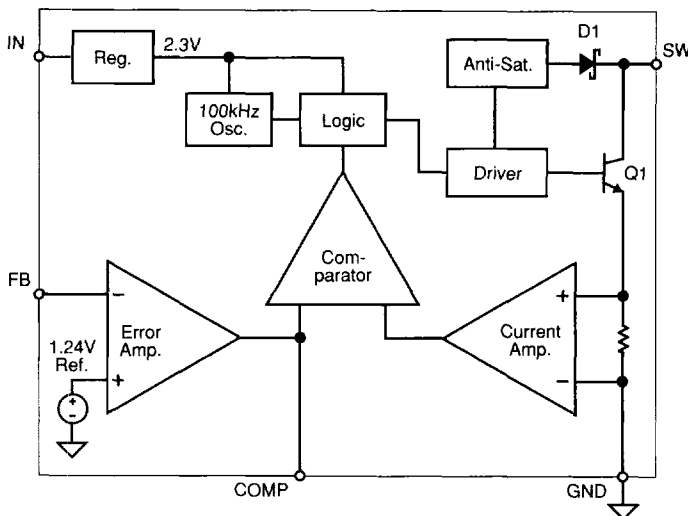 D1
IN
Reg.
2.3V
Anti-Sat.
SW
100kHz
Osc.
Logic
Driver
Q1
Com-
parator
FB
−
Error
Amp.
+
Current
Amp.
−
1.24V
Ref.
+
+
−
COMP
GND